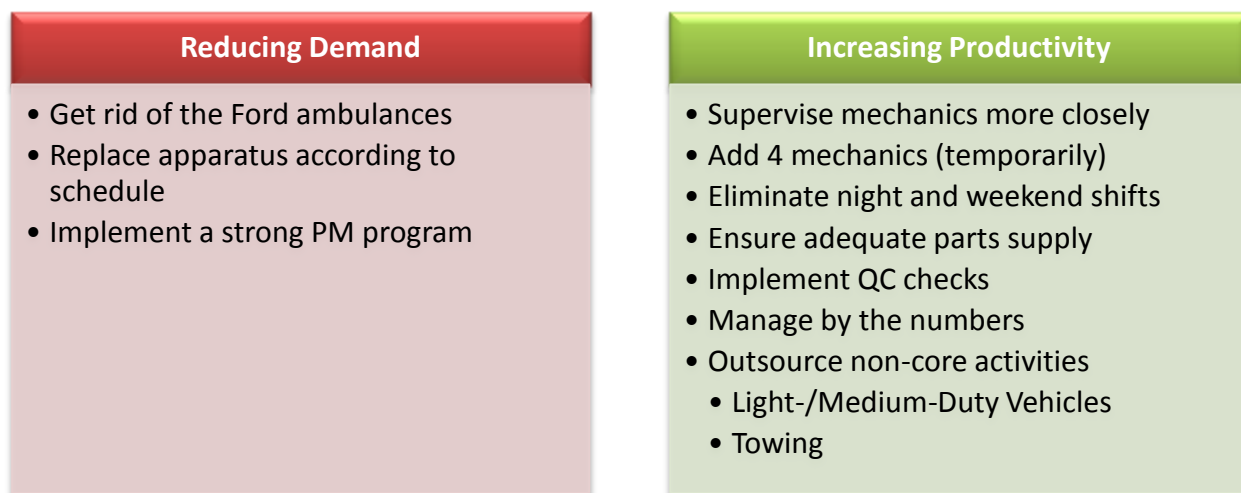 Reducing Demand
• Get rid of the Ford ambulances
• Replace apparatus according to
schedule
• Implement a strong PM program
Increasing Productivity
• Supervise mechanics more closely
• Add 4 mechanics (temporarily)
• Eliminate night and weekend shifts
• Ensure adequate parts supply
• Implement QC checks
• Manage by the numbers
• Outsource non-core activities
• Light-/Medium-Duty Vehicles
• Towing